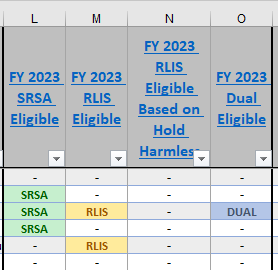 L M N O
FY 2023 SRSA Eligible
FY 2023 RLIS Eligible
FY 2023 RLIS Eligible Based on Hold Harmless
FY 2023 Dual Eligible
- - - -
SRSA - - -
SRSA RLIS - DUAL
SRSA - - -
- RLIS - -
- - - -